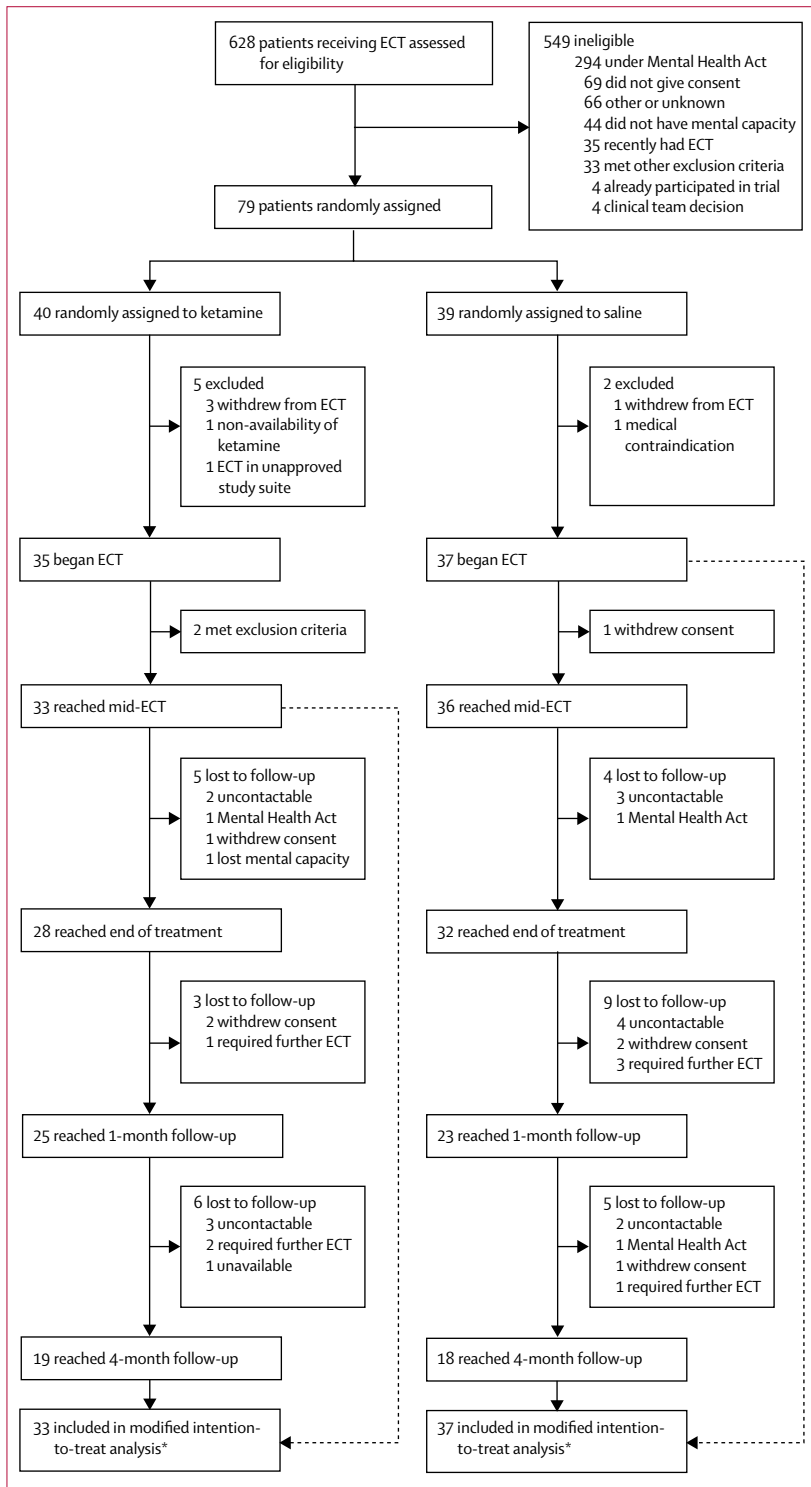 628 patients receiving ECT assessed
for eligibility
549 ineligible
294 under Mental Health Act
69 did not give consent
66 other or unknown
44 did not have mental capacity
35 recently had ECT
33 met other exclusion criteria
4 already participated in trial
4 clinical team decision
79 patients randomly assigned
40 randomly assigned to ketamine
39 randomly assigned to saline
5 excluded
3 withdrew from ECT
1 non-availability of
ketamine
1 ECT in unapproved
study suite
2 excluded
1 withdrew from ECT
1 medical
contraindication
35 began ECT
37 began ECT
2 met exclusion criteria
1 withdrew consent
33 reached mid-ECT
36 reached mid-ECT
5 lost to follow-up
2 uncontactable
1 Mental Health Act
1 withdrew consent
1 lost mental capacity
4 lost to follow-up
3 uncontactable
1 Mental Health Act
28 reached end of treatment
32 reached end of treatment
3 lost to follow-up
2 withdrew consent
1 required further ECT
9 lost to follow-up
4 uncontactable
2 withdrew consent
3 required further ECT
25 reached 1-month follow-up
23 reached 1-month follow-up
6 lost to follow-up
3 uncontactable
2 required further ECT
1 unavailable
5 lost to follow-up
2 uncontactable
1 Mental Health Act
1 withdrew consent
1 required further ECT
19 reached 4-month follow-up
18 reached 4-month follow-up
33 included in modified intention-
to-treat analysis*
37 included in modified intention-
to-treat analysis*